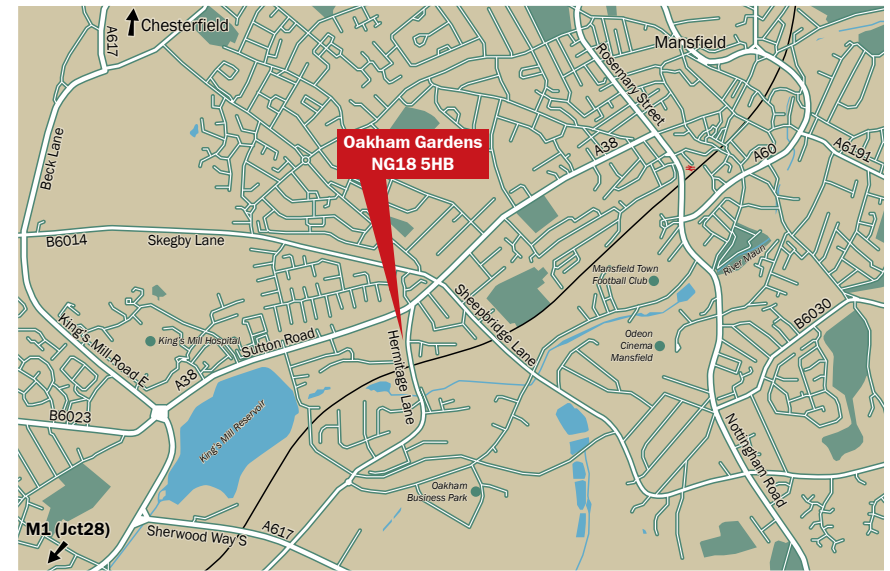 Chesterfield
A617
Mansfield
Rosemary Street
Beck Lane
Oakham Gardens
NG18 5HB
A38
A60
A6191
B6014
Skegby Lane
River Maun
Mansfield Town
Football Club
Sheepbridge Lane
King's Mill Road E
King's Mill Hospital
Sutton Road
Hermitage Lane
Odeon
Cinema
Mansfield
B6030
A38
B6023
King's Mill Reservoir
Nottingham Road
Oakham
Business Park
M1 (Jct28)
Sherwood Way S
A617